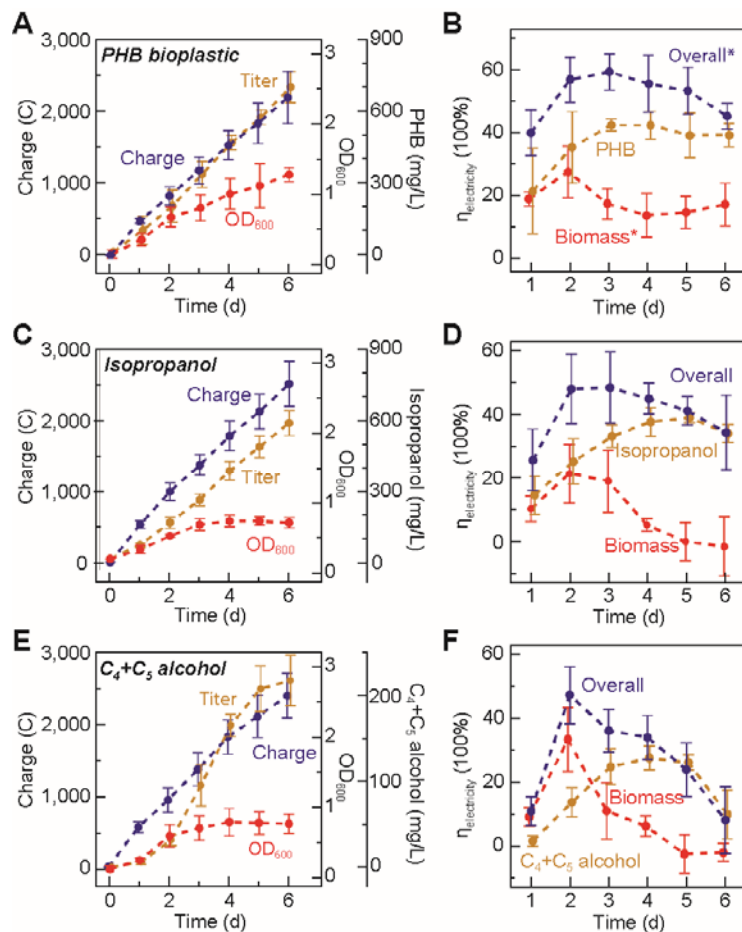 A
PHB bioplastic
Titer
Charge
OD600
Charge (C)
3,000
2,000
1,000
0
0 2 4 6
Time (d)
3
2
1
0
OD600
900
600
300
0
PHB (mg/L)
B
Overall*
PHB
Biomass*
ηelectricity (100%)
60
40
20
0
1 2 3 4 5 6
Time (d)
C
Isopropanol
Charge
Titer
OD600
Charge (C)
3,000
2,000
1,000
0
0 2 4 6
Time (d)
3
2
1
0
OD600
900
600
300
0
Isopropanol (mg/L)
D
Overall
Isopropanol
Biomass
ηelectricity (100%)
60
40
20
0
1 2 3 4 5 6
Time (d)
E
C4+C5 alcohol
Titer
Charge
OD600
Charge (C)
3,000
2,000
1,000
0
0 2 4 6
Time (d)
3
2
1
0
OD600
200
100
0
C4+C5 alcohol (mg/L)
F
Overall
Biomass
C4+C5 alcohol
ηelectricity (100%)
60
40
20
0
1 2 3 4 5 6
Time (d)